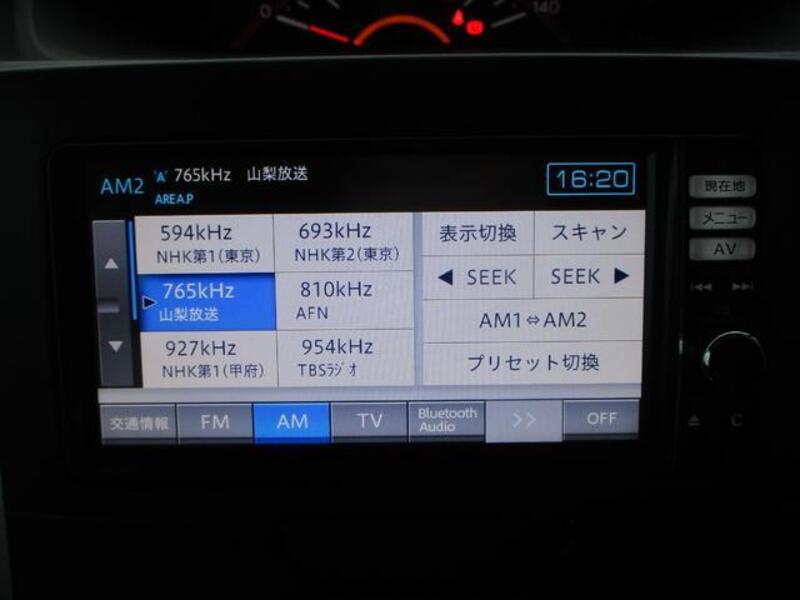 0
140
AM2 765kHz 山梨放送
AREA.P
16:20
594kHz
NHK第1(東京)
693kHz
NHK第2(東京)
765kHz
山梨放送
810kHz
AFN
927kHz
NHK第1(甲府)
954kHz
TBSﾗｼﾞｵ
表示切換
スキャン
◀ SEEK
SEEK ▶
AM1⇔AM2
プリセット切換
交通情報
FM
AM
TV
Bluetooth
Audio
>>
OFF
現在地
メニュー
AV
C